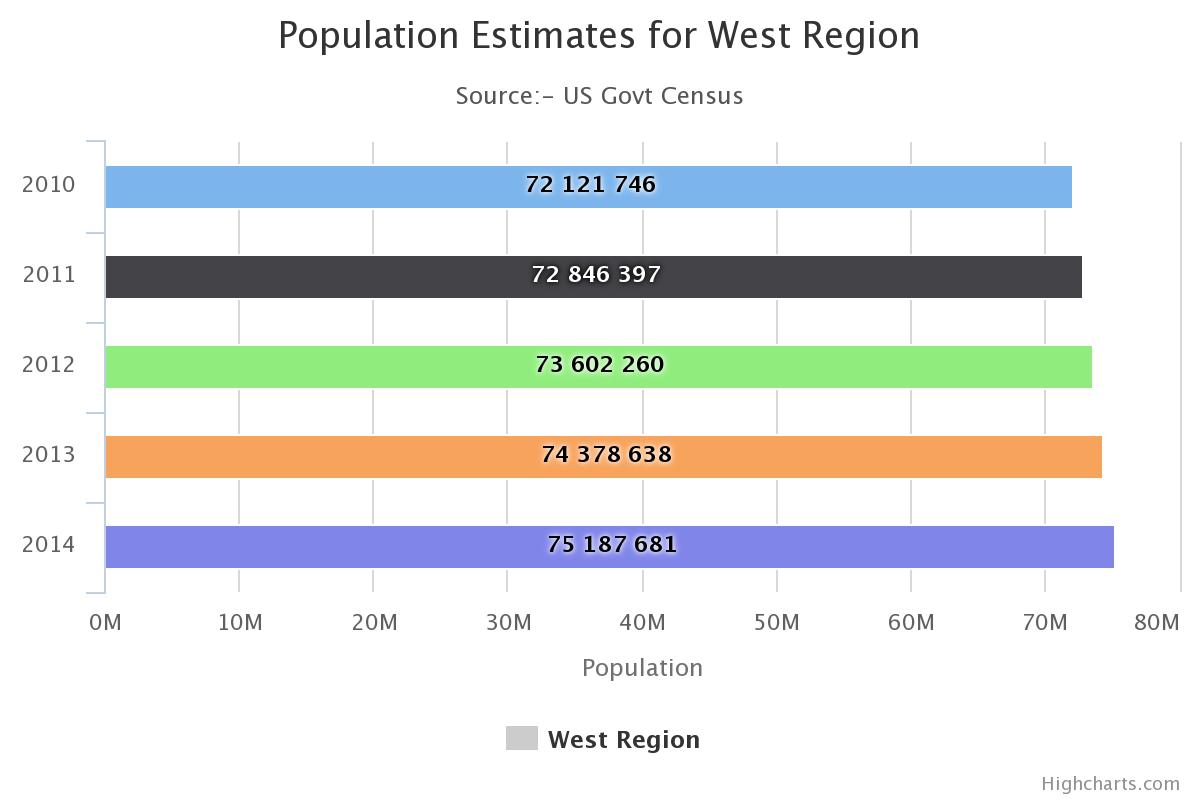 Population Estimates for West Region
Source:- US Govt Census
2010 72 121 746
2011 72 846 397
2012 73 602 260
2013 74 378 638
2014 75 187 681
0M 10M 20M 30M 40M 50M 60M 70M 80M
Population
West Region
Highcharts.com